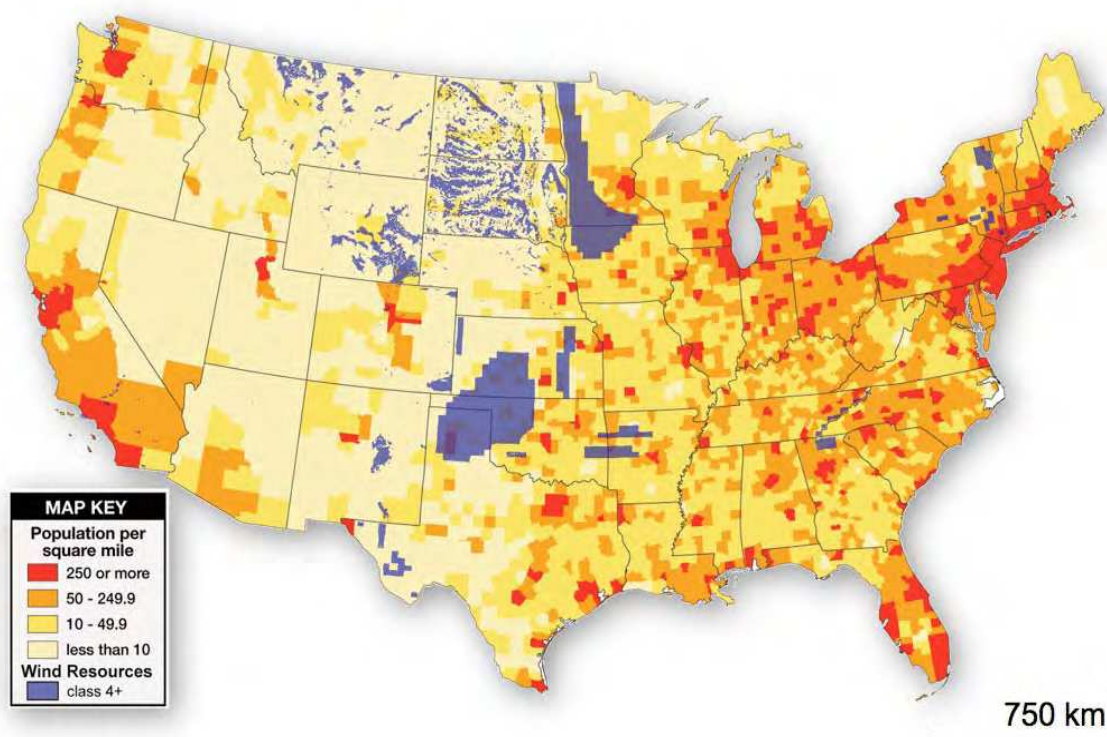 MAP KEY
Population per
square mile
250 or more
50 - 249.9
10 - 49.9
less than 10
Wind Resources
class 4+
750 km